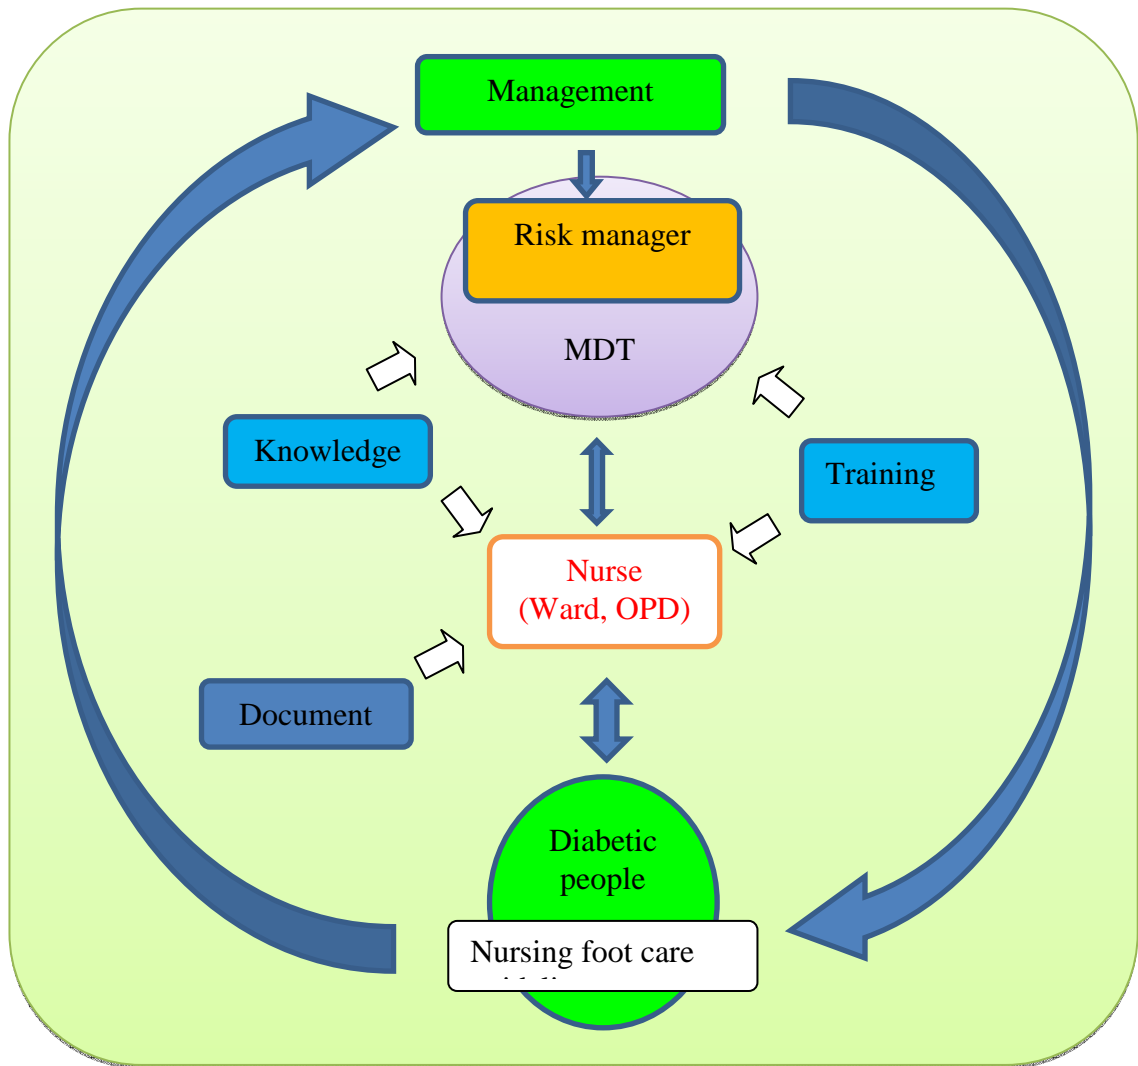 Management
Risk manager
MDT
Knowledge
Training
Nurse
(Ward, OPD)
Document
Diabetic
people
Nursing foot care